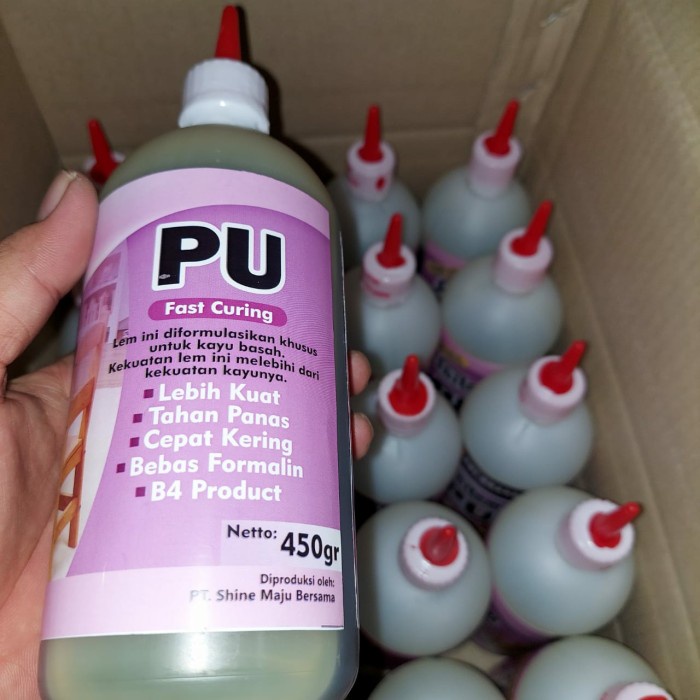 PU
Fast Curing
Lem ini diformulasikan khusus
untuk kayu basah.
Kekuatan lem ini melebihi dari
kekuatan kayunya.
Lebih Kuat
Tahan Panas
Cepat Kering
Bebas Formalin
B4 Product
Netto: 450gr
Diproduksi oleh:
PT. Shine Maju Bersama